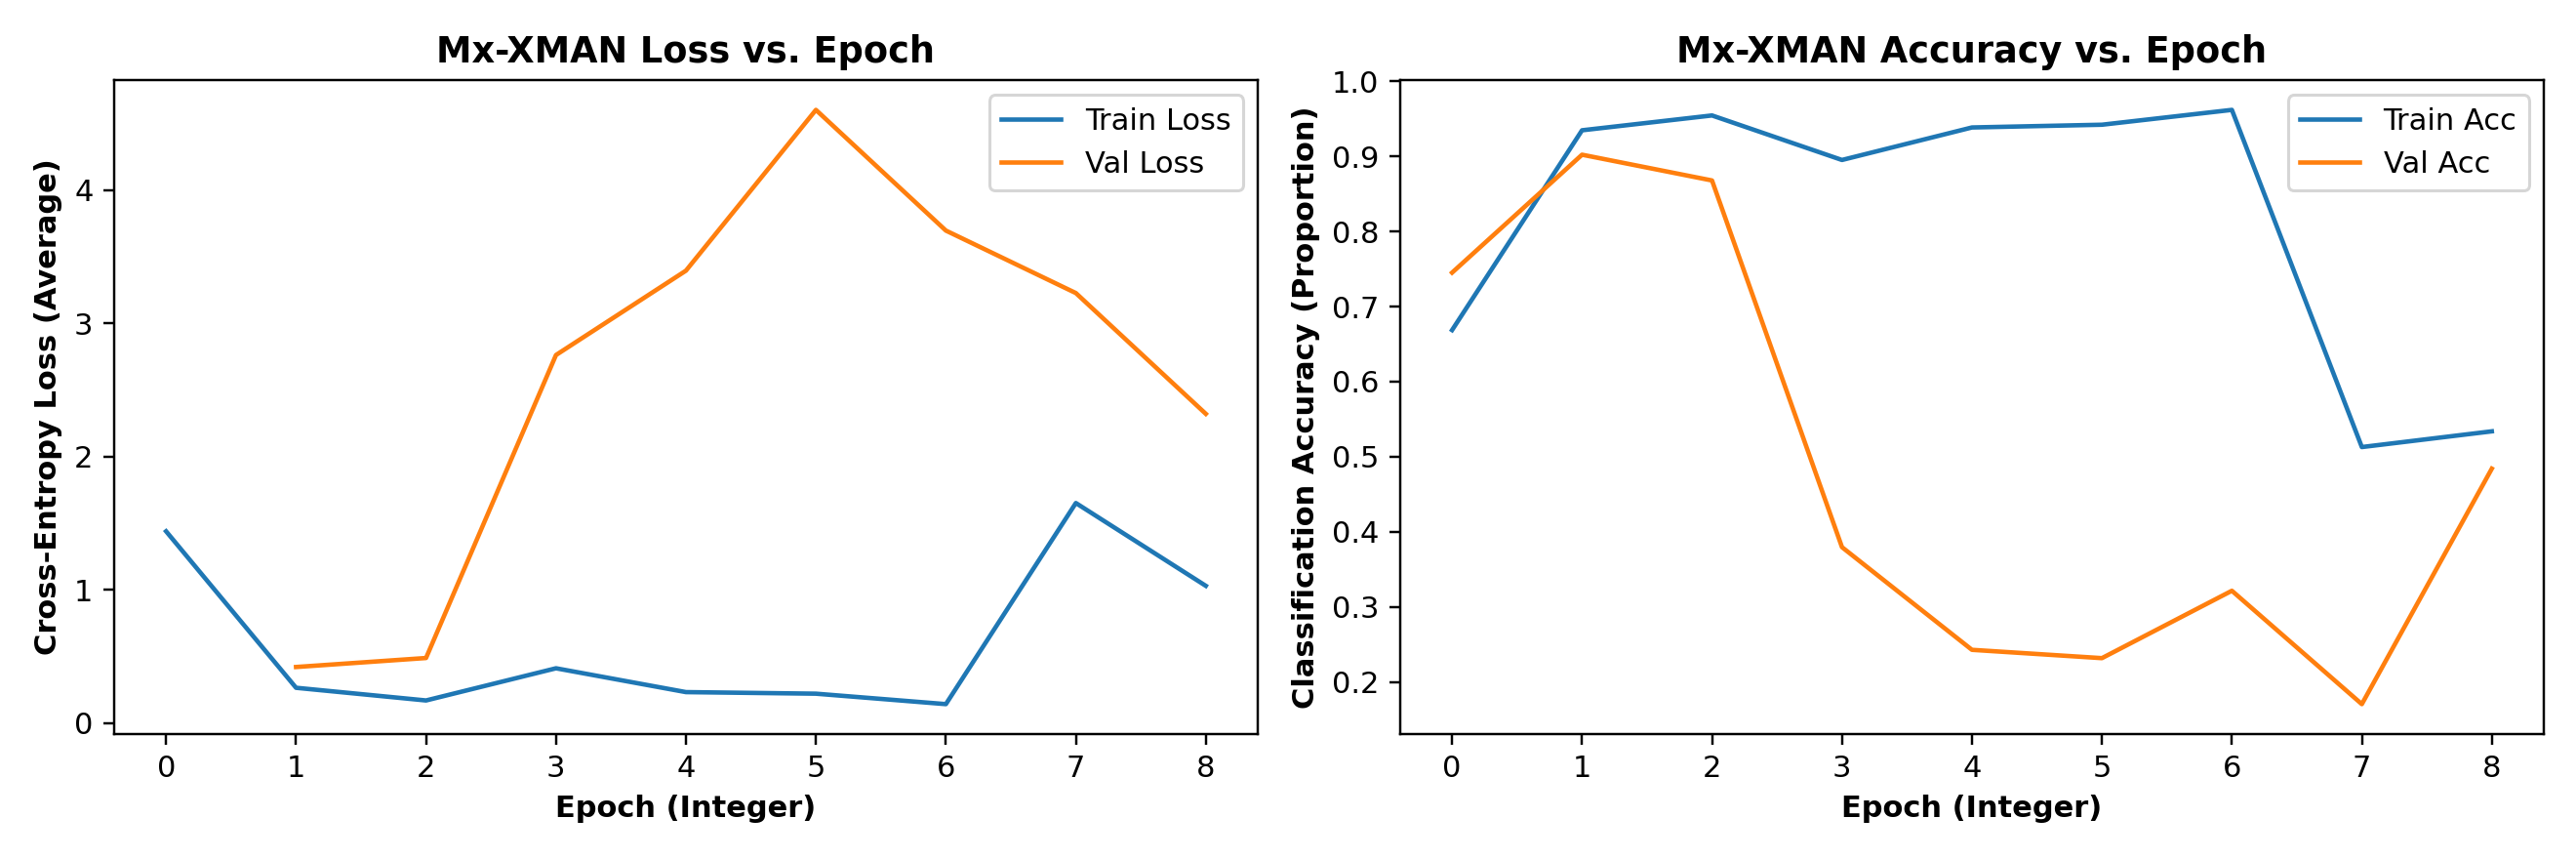 Mx-XMAN Loss vs. Epoch
Cross-Entropy Loss (Average)
4
3
2
1
0
Train Loss
Val Loss
0 1 2 3 4 5 6 7 8
Epoch (Integer)
Mx-XMAN Accuracy vs. Epoch
Classification Accuracy (Proportion)
1.0
0.9
0.8
0.7
0.6
0.5
0.4
0.3
0.2
Train Acc
Val Acc
0 1 2 3 4 5 6 7 8
Epoch (Integer)